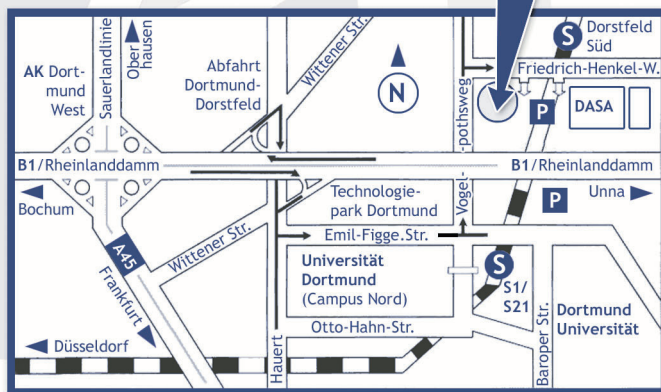 Sauerlandlinie
Ober
hausen
AK Dort-
mund
West
Abfahrt
Dortmund-
Dorstfeld
Wittener Str.
N
Vogel-
-pothsweg
S
Dorstfeld
Süd
Friedrich-Henkel-W.
P
DASA
B1/Rheinlanddamm
B1/Rheinlanddamm
Bochum
Unna
Technologie-
park Dortmund
P
Wittener Str.
Emil-Figge.Str.
A45
Frankfurt
Universität
Dortmund
(Campus Nord)
S
S1/
S21
Otto-Hahn-Str.
Hauert
Baroper Str.
Dortmund
Universität
Düsseldorf